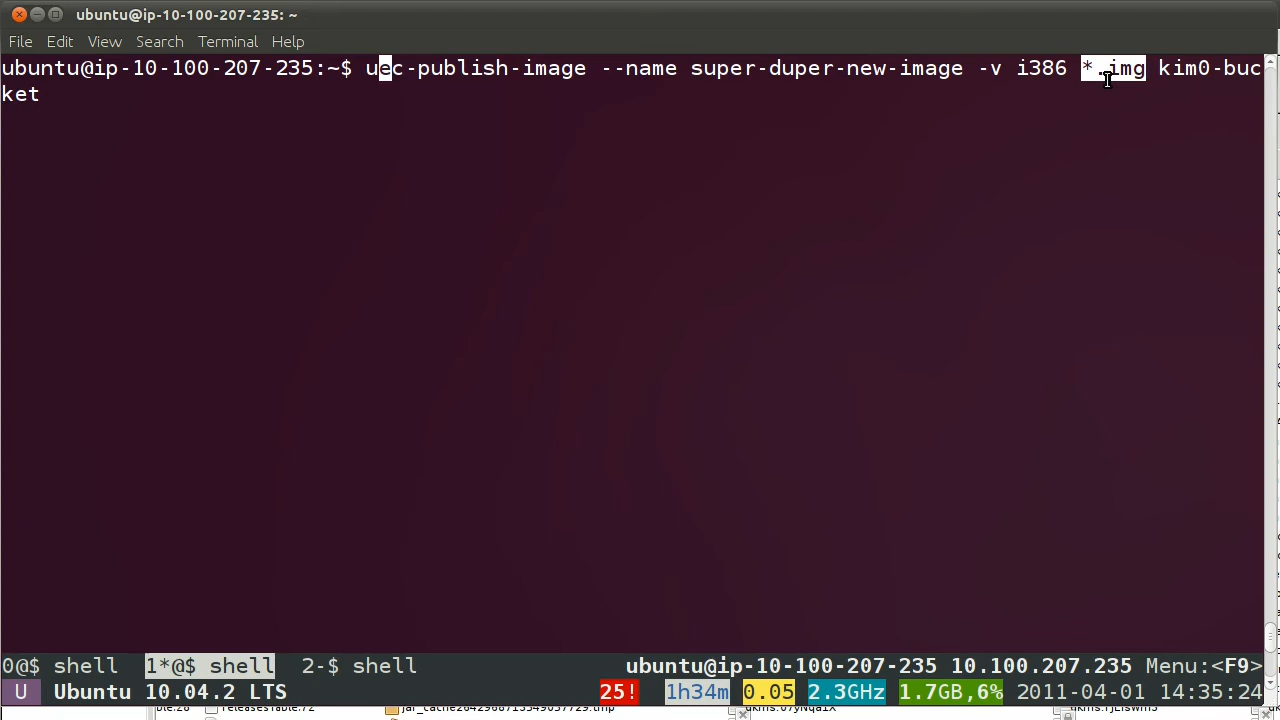 ubuntu@ip-10-100-207-235: ~
File Edit View Search Terminal Help
ubuntu@ip-10-100-207-235:~$ uec-publish-image --name super-duper-new-image -v i386 *.img kim0-buc
ket
0@$ shell 1*@$ shell 2-$ shell ubuntu@ip-10-100-207-235 10.100.207.235 Menu:<F9>
U Ubuntu 10.04.2 LTS 25! 1h34m 0.05 2.3GHz 1.7GB,6% 2011-04-01 14:35:24